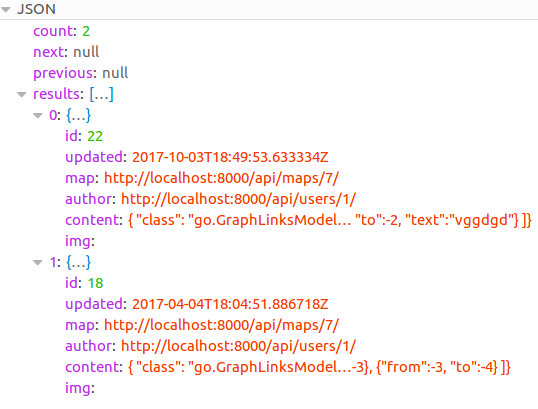 JSON
count: 2
next: null
previous: null
results: […]
0: {…}
id: 22
updated: 2017-10-03T18:49:53.633334Z
map: http://localhost:8000/api/maps/7/
author: http://localhost:8000/api/users/1/
content: { "class": "go.GraphLinksModel… "to":-2, "text":"vggdgd"} ]}
img:
1: {…}
id: 18
updated: 2017-04-04T18:04:51.886718Z
map: http://localhost:8000/api/maps/7/
author: http://localhost:8000/api/users/1/
content: { "class": "go.GraphLinksModel…-3}, {"from":-3, "to":-4} ]}
img: